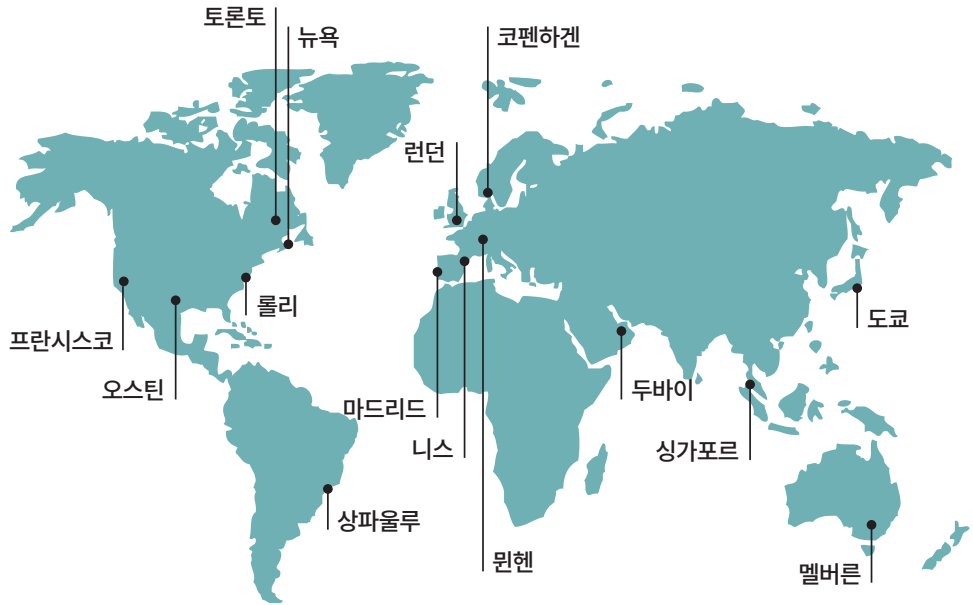 토론토
뉴욕
코펜하겐
런던
롤리
프란시스코
오스틴
마드리드
니스
두바이
도쿄
싱가포르
상파울루
뮌헨
멜버른